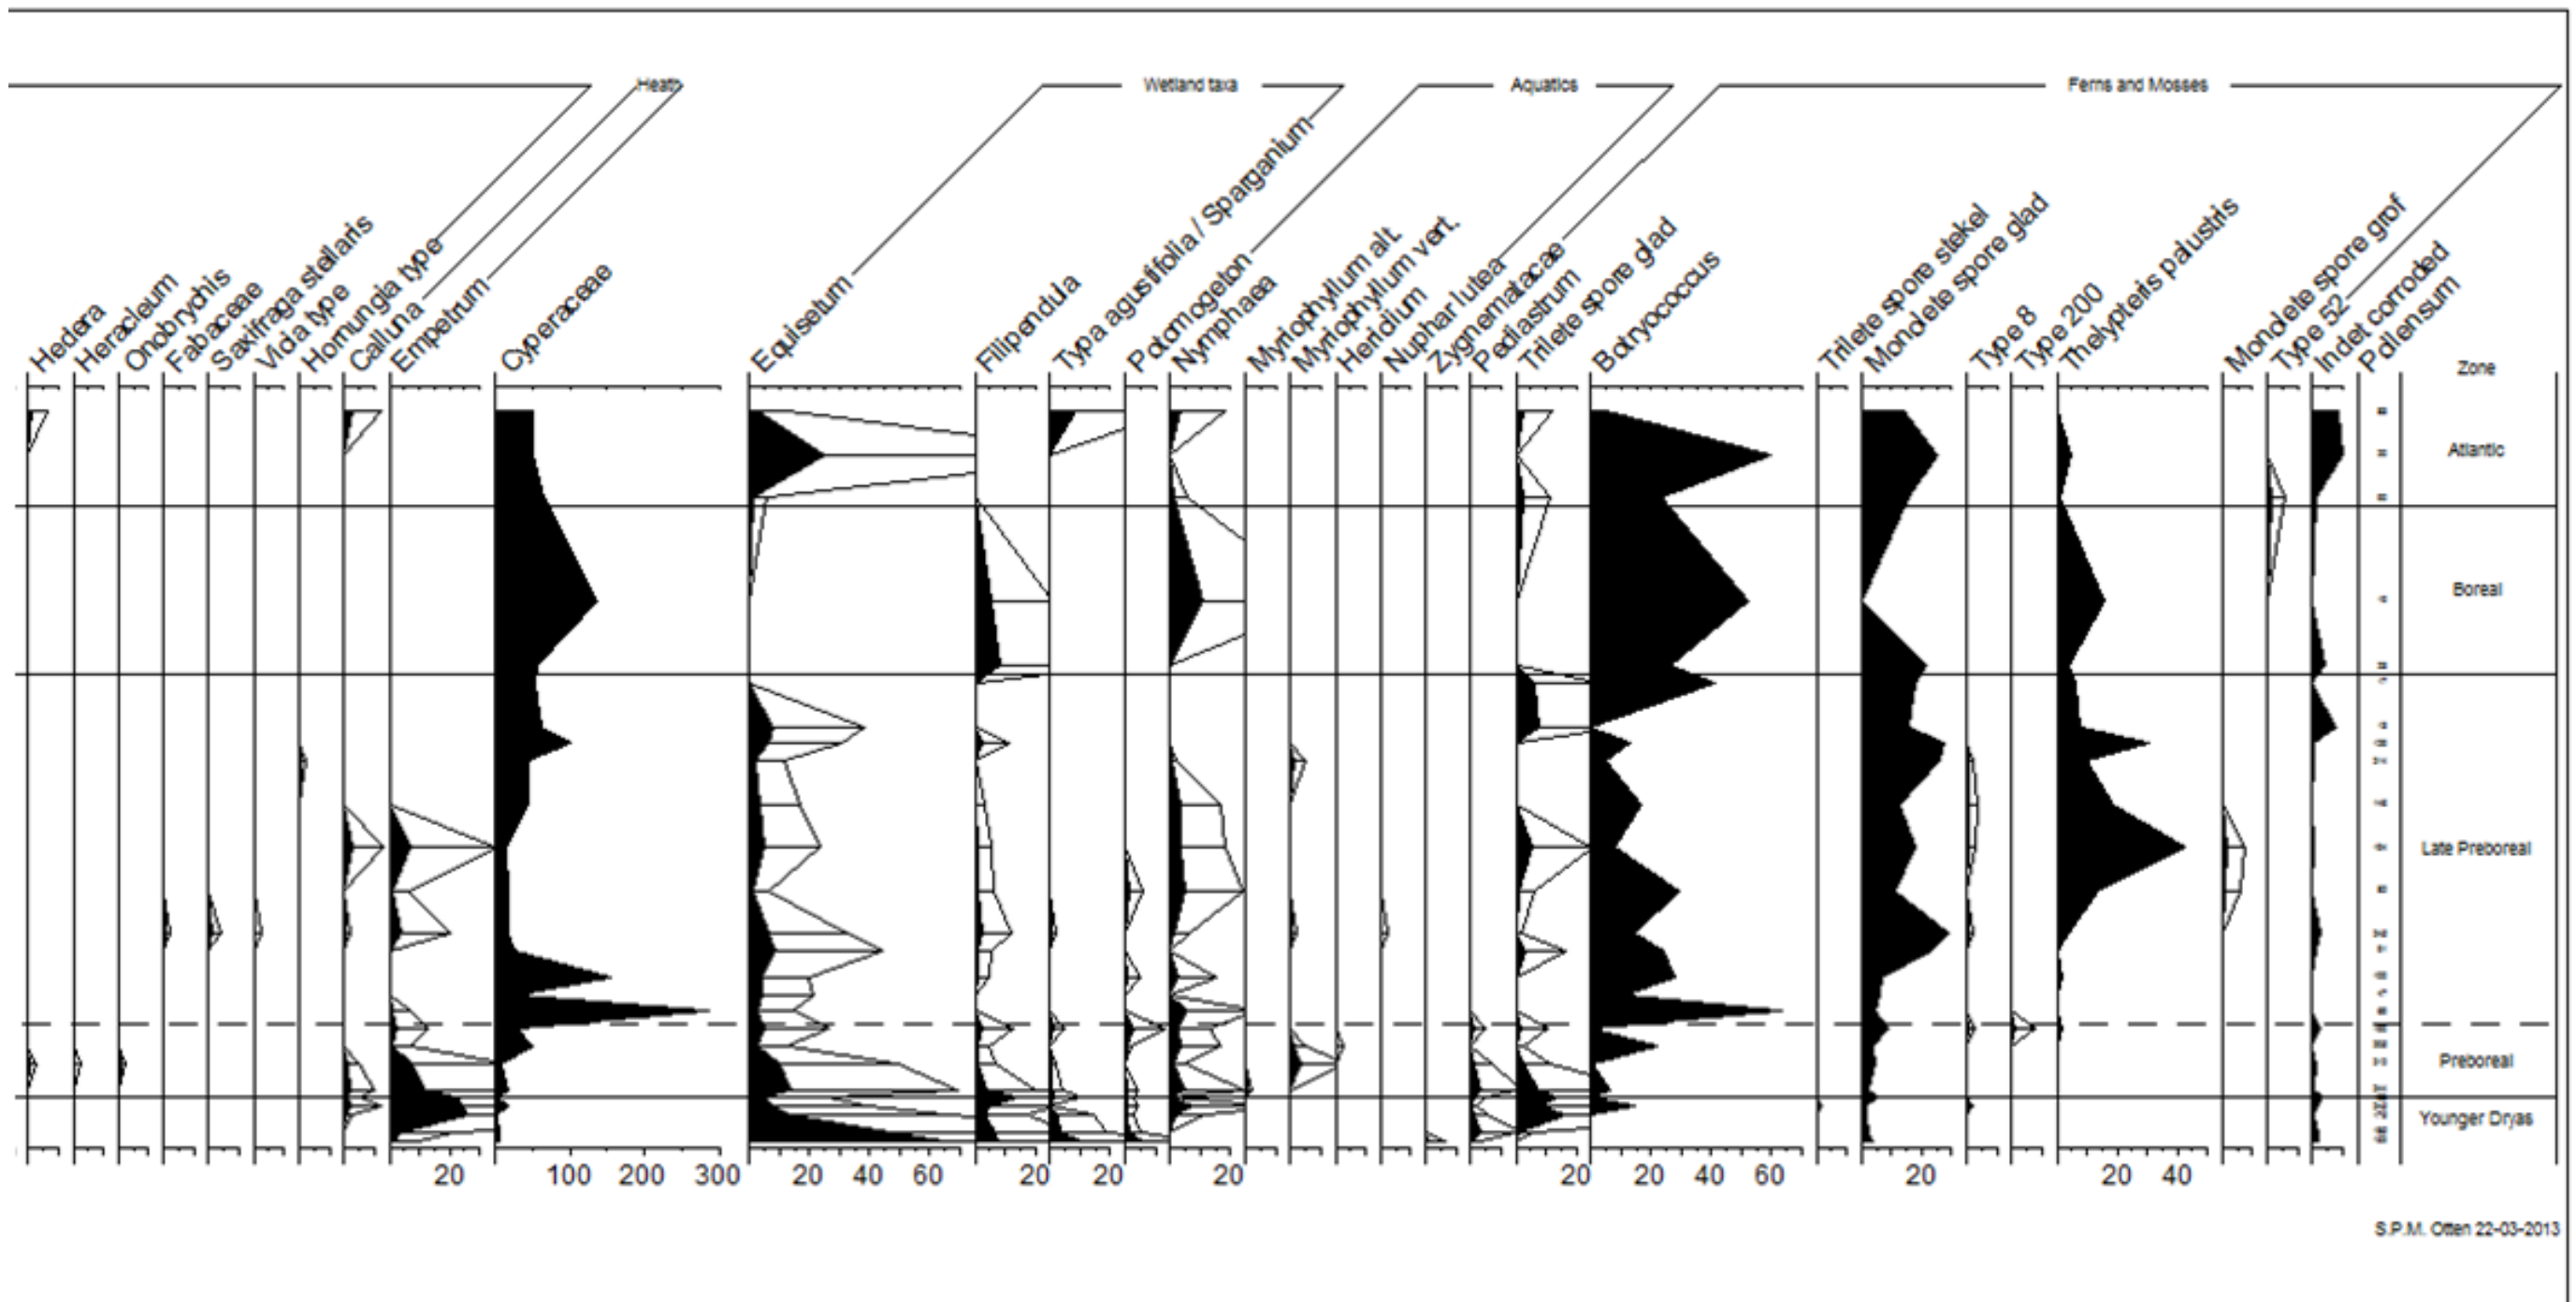 Heath
Wetland taxa
Aquatics
Ferns and Mosses
Hedera
Heracleum
Onobrychis
Fabaceae
Saxifraga stellaris
Vida type
Hornungia type
Calluna
Empetrum
Cyperaceae
Equisetum
Filipendula
Typa agustifolia / Sparganium
Potomogeton
Nymphaea
Myriophyllum alt.
Myriophyllum vert.
Heridium
Nuphar lutea
Zygnemataceae
Pediastrum
Trilete spore glad
Botryococcus
Trilete spore stekel
Monolete spore glad
Type 8
Type 200
Thelypteris palustris
Monolete spore grof
Type 52
Indet corroded
Pollensum
Zone
Atlantic
Boreal
Late Preboreal
Preboreal
Younger Dryas
20 100 200 300 20 40 60 20 20 20 20 20 40 60 20 20 40
S.P.M. Otten 22-03-2013